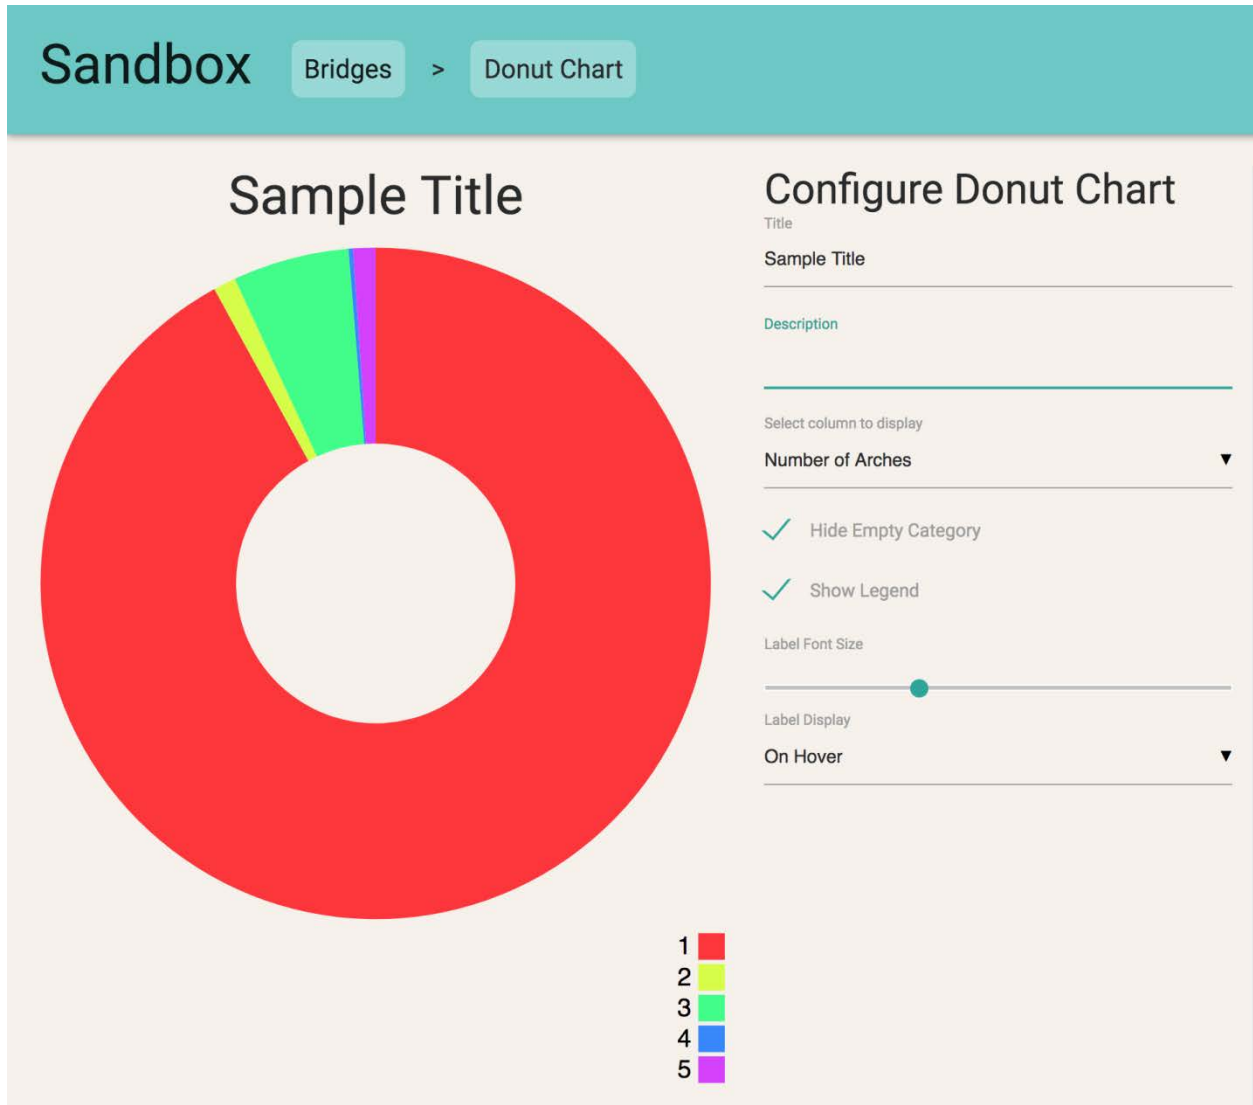 Sandbox Bridges > Donut Chart
Sample Title
Configure Donut Chart
Title
Sample Title
Description
Select column to display
Number of Arches ▼
Hide Empty Category
Show Legend
Label Font Size
Label Display
On Hover ▼
1
2
3
4
5